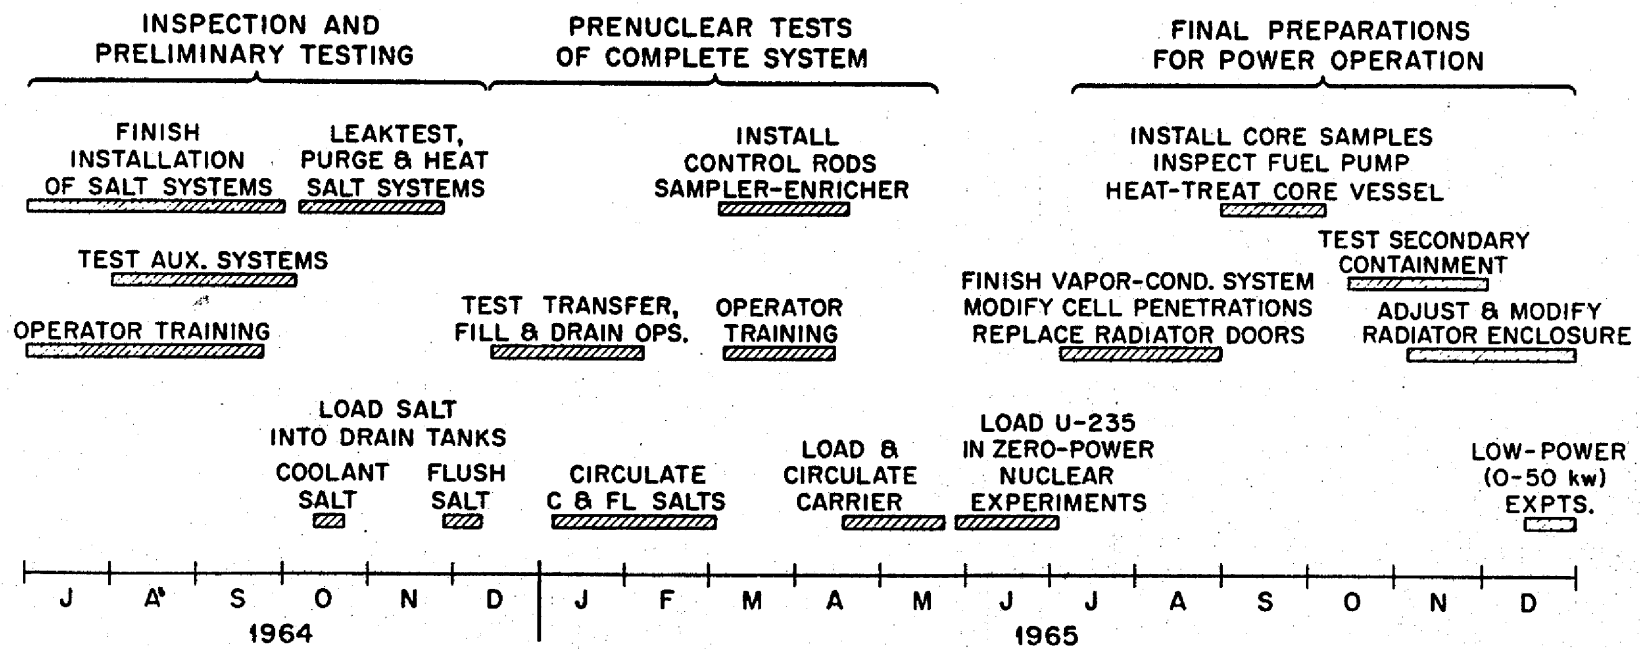 INSPECTION AND
PRELIMINARY TESTING
PRENUCLEAR TESTS
OF COMPLETE SYSTEM
FINAL PREPARATIONS
FOR POWER OPERATION
FINISH
INSTALLATION
OF SALT SYSTEMS
LEAKTEST,
PURGE & HEAT
SALT SYSTEMS
INSTALL
CONTROL RODS
SAMPLER-ENRICHER
INSTALL CORE SAMPLES
INSPECT FUEL PUMP
HEAT-TREAT CORE VESSEL
TEST AUX. SYSTEMS
TEST SECONDARY
CONTAINMENT
OPERATOR TRAINING
TEST TRANSFER,
FILL & DRAIN OPS.
OPERATOR
TRAINING
FINISH VAPOR-COND. SYSTEM
MODIFY CELL PENETRATIONS
REPLACE RADIATOR DOORS
ADJUST & MODIFY
RADIATOR ENCLOSURE
LOAD SALT
INTO DRAIN TANKS
COOLANT
SALT
FLUSH
SALT
CIRCULATE
C & FL SALTS
LOAD &
CIRCULATE
CARRIER
LOAD U-235
IN ZERO-POWER
NUCLEAR
EXPERIMENTS
LOW-POWER
(0-50 kw)
EXPTS.
J A S O N D J F M A M J J A S O N D
1964 1965